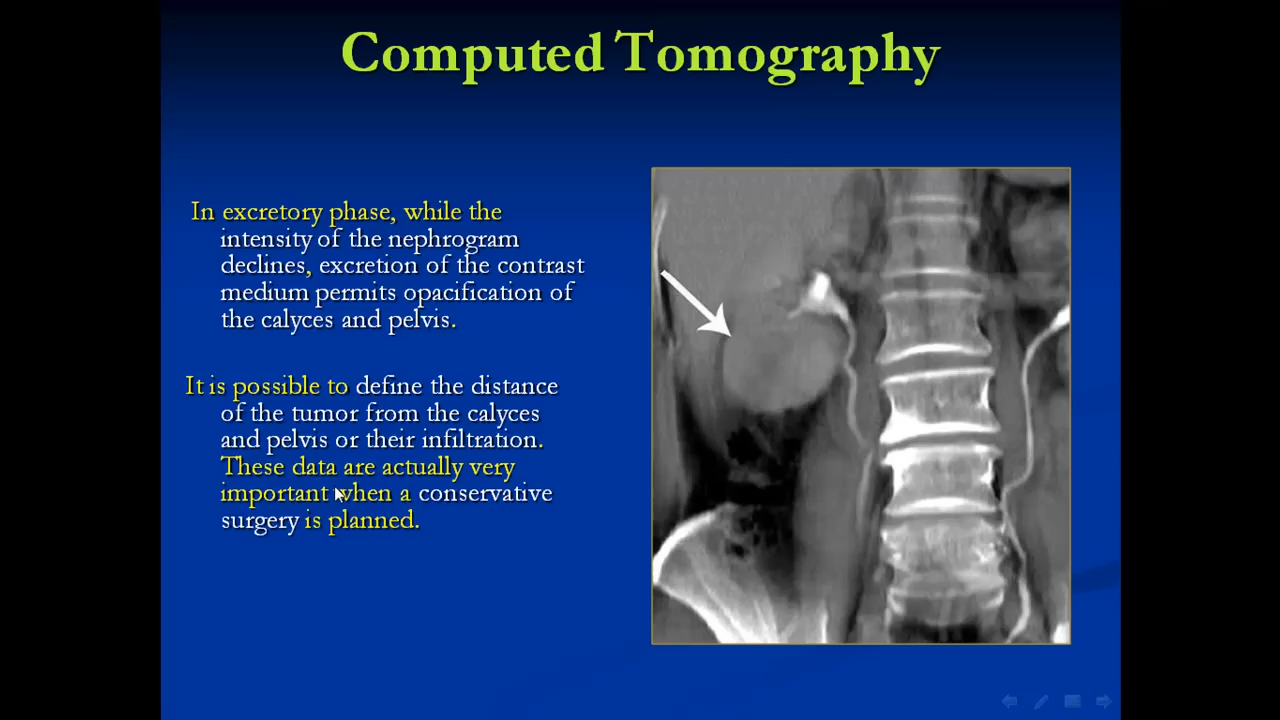 Computed Tomography
In excretory phase, while the
intensity of the nephrogram
declines, excretion of the contrast
medium permits opacification of
the calyces and pelvis.
It is possible to define the distance
of the tumor from the calyces
and pelvis or their infiltration.
These data are actually very
important when a conservative
surgery is planned.